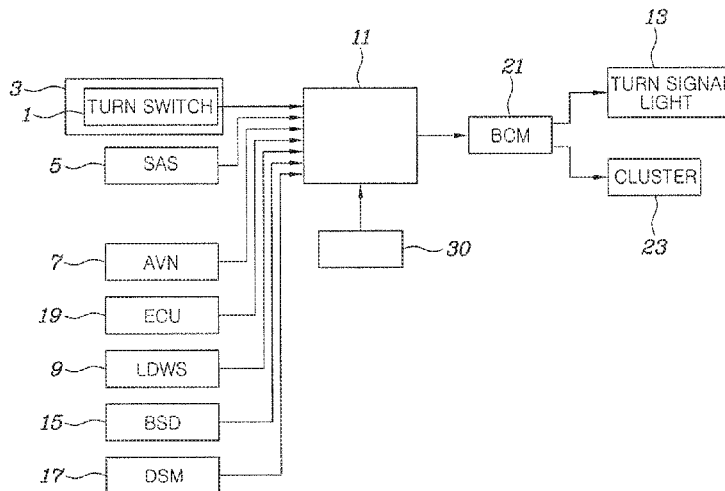 11
13
3
TURN SWITCH
1
21
TURN SIGNAL
LIGHT
BCM
5
SAS
CLUSTER
7
AVN
30
23
19
ECU
9
LDWS
15
BSD
17
DSM